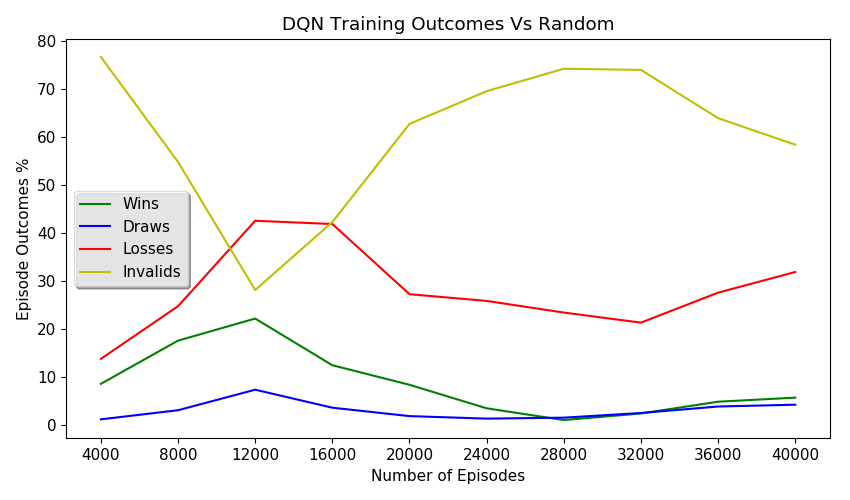 DQN Training Outcomes Vs Random
Episode Outcomes %
80
70
60
50
40
30
20
10
0
Wins
Draws
Losses
Invalids
4000 8000 12000 16000 20000 24000 28000 32000 36000 40000
Number of Episodes